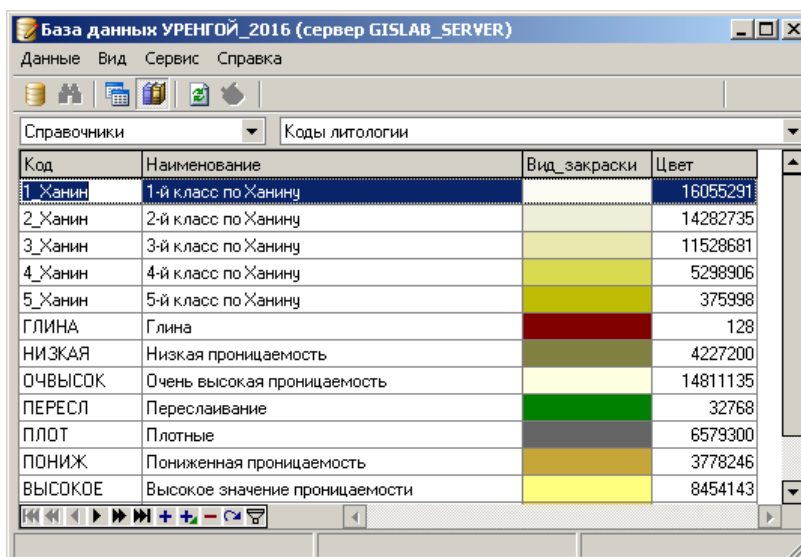 База данных УРЕНГОЙ_2016 (сервер GISLAB_SERVER)
Данные Вид Сервис Справка
Справочники Коды литологии
Код Наименование Вид_закраски Цвет
1_Ханин 1-й класс по Ханину 16055291
2_Ханин 2-й класс по Ханину 14282735
3_Ханин 3-й класс по Ханину 11528681
4_Ханин 4-й класс по Ханину 5298906
5_Ханин 5-й класс по Ханину 375998
ГЛИНА Глина 128
НИЗКАЯ Низкая проницаемость 4227200
ОЧВЫСОК Очень высокая проницаемость 14811135
ПЕРЕСЛ Переслаивание 32768
ПЛОТ Плотные 6579300
ПОНИЖ Пониженная проницаемость 3778246
ВЫСОКОЕ Высокое значение проницаемости 8454143